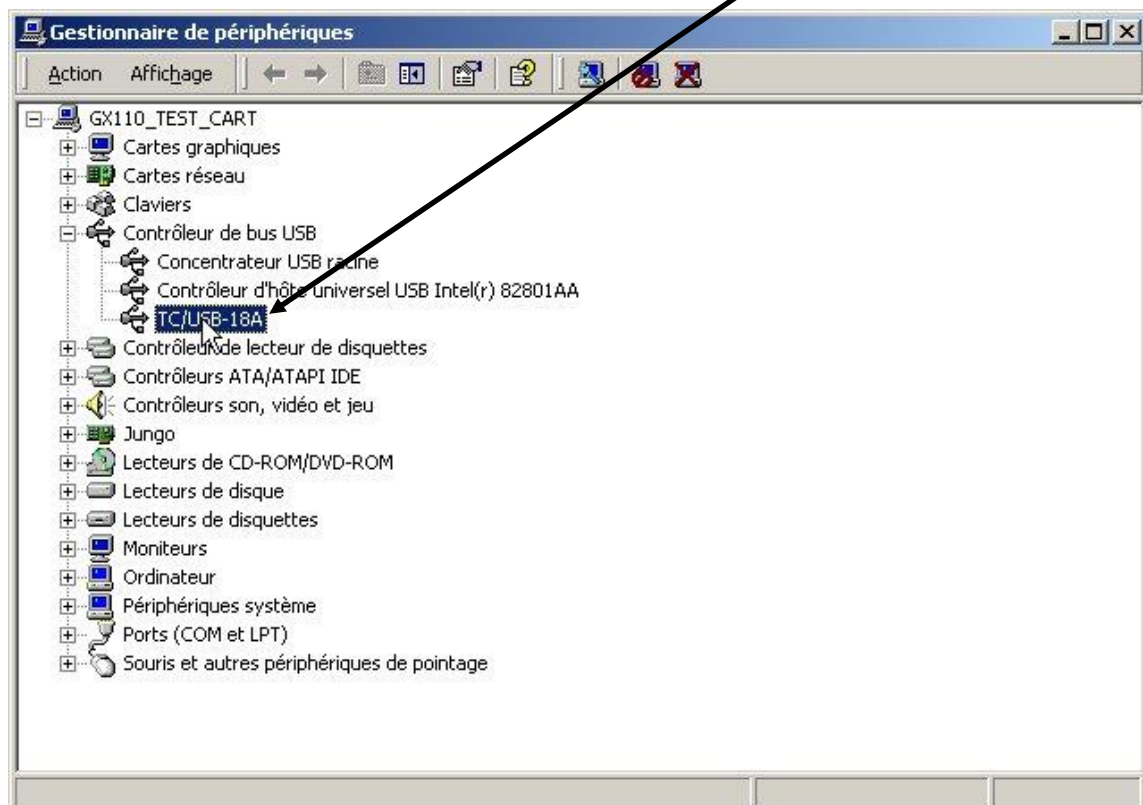 Gestionnaire de périphériques
Action Affichage
GX110_TEST_CART
Cartes graphiques
Cartes réseau
Claviers
Contrôleur de bus USB
Concentrateur USB racine
Contrôleur d'hôte universel USB Intel(r) 82801AA
TC/USB-18A
Contrôleur de lecteur de disquettes
Contrôleurs ATA/ATAPI IDE
Contrôleurs son, vidéo et jeu
Jungo
Lecteurs de CD-ROM/DVD-ROM
Lecteurs de disque
Lecteurs de disquettes
Moniteurs
Ordinateur
Périphériques système
Ports (COM et LPT)
Souris et autres périphériques de pointage